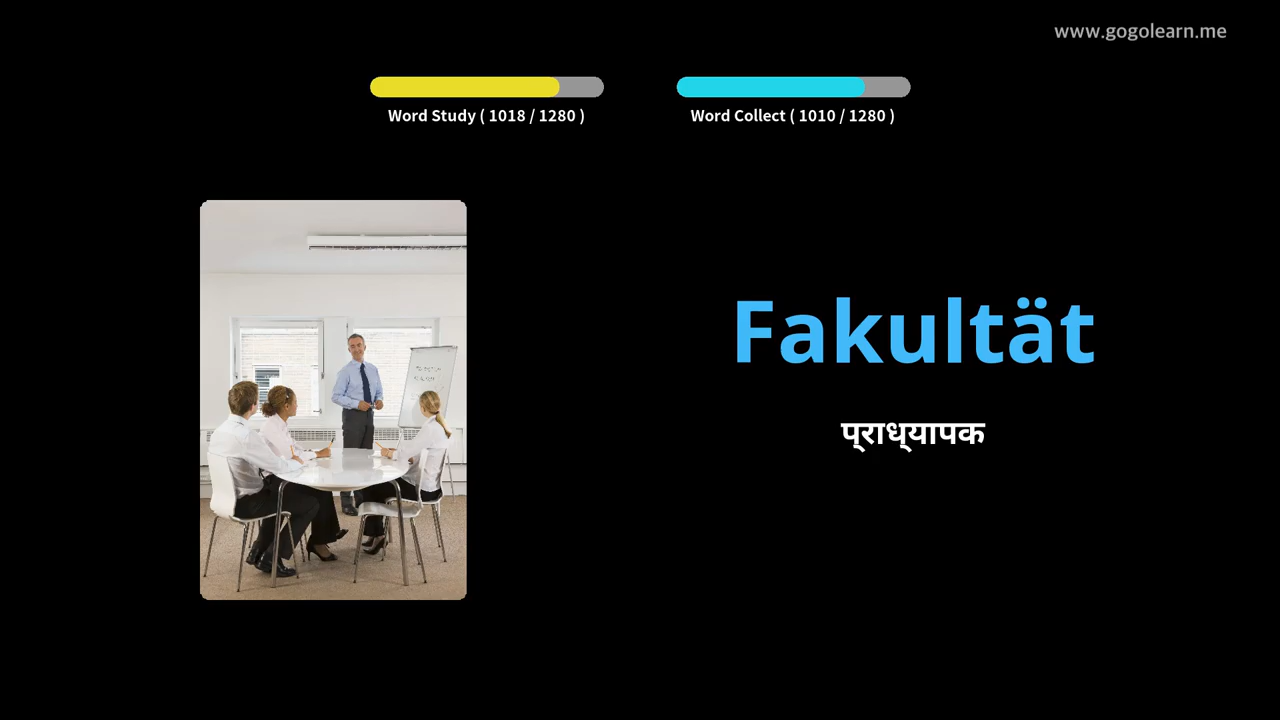 www.gogolearn.me
Word Study ( 1018 / 1280 )
Word Collect ( 1010 / 1280 )
Fakultät
प्राध्यापक